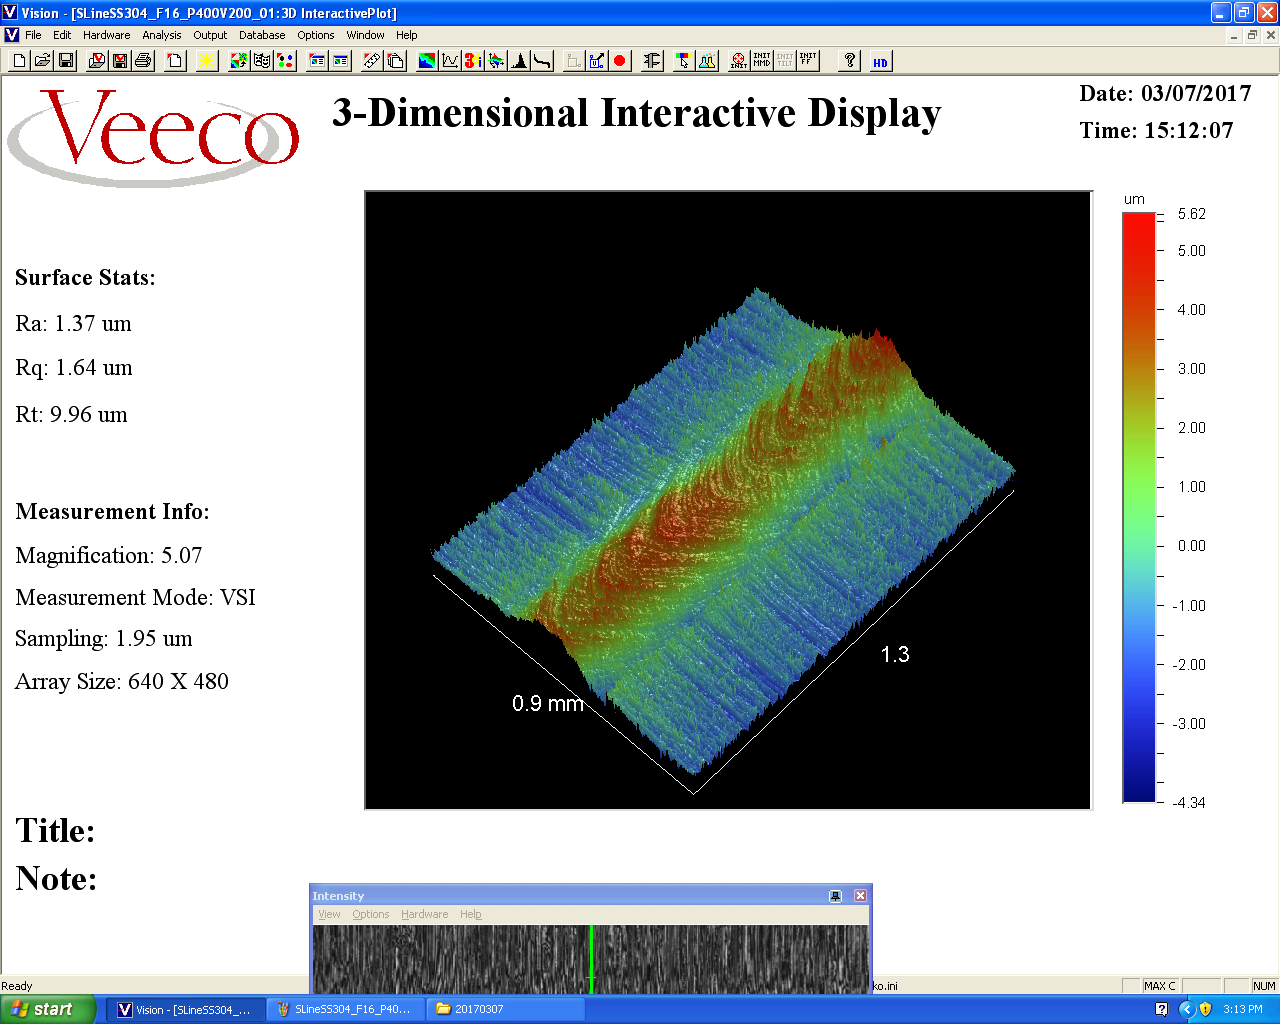 Vision - [SLineSS304_F16_P400V200_01:3D InteractivePlot]
File Edit Hardware Analysis Output Database Options Window Help
INIT INIT MMD INIT TILT INIT FF ? HD
Veeco
3-Dimensional Interactive Display
Date: 03/07/2017
Time: 15:12:07
Surface Stats:
Ra: 1.37 um
Rq: 1.64 um
Rt: 9.96 um
Measurement Info:
Magnification: 5.07
Measurement Mode: VSI
Sampling: 1.95 um
Array Size: 640 X 480
Title:
Note:
0.9 mm
1.3
um
5.62
5.00
4.00
3.00
2.00
1.00
0.00
-1.00
-2.00
-3.00
-4.34
Intensity
View Options Hardware Help
Ready
ko.ini
MAX C
NUM
start
Vision - [SLineSS304_...
SLineSS304_F16_P40...
20170307
3:13 PM